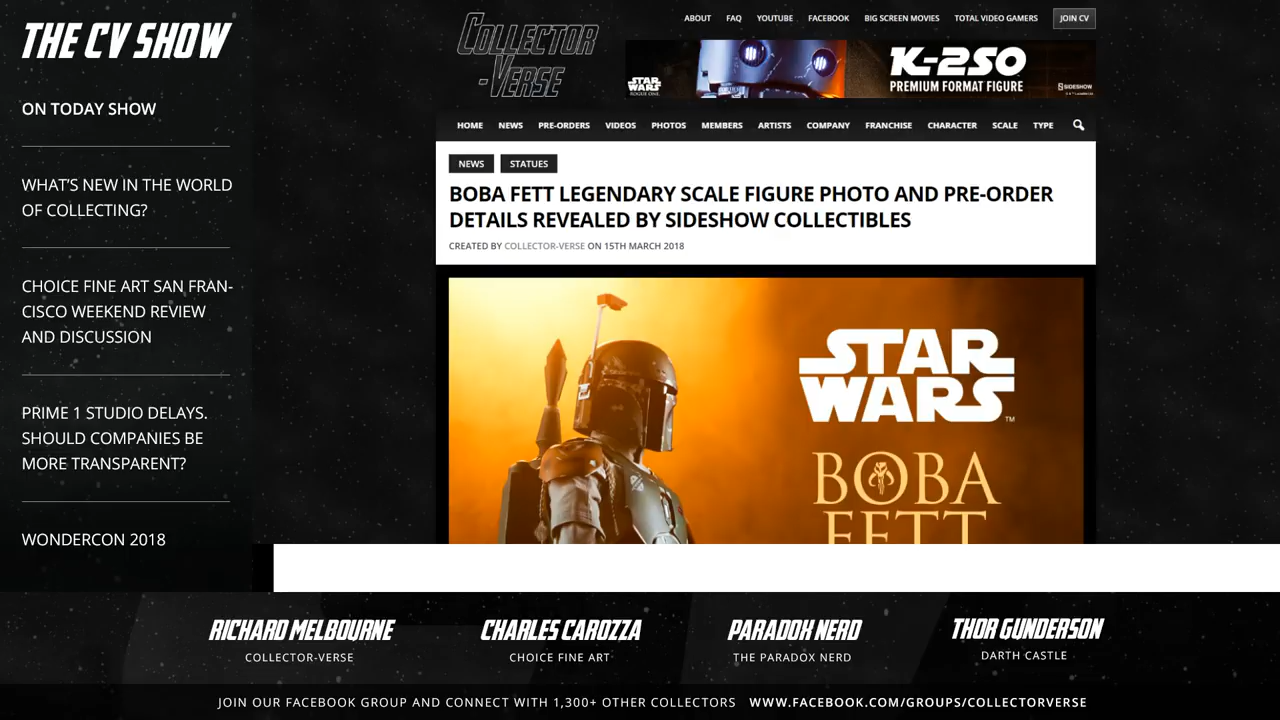 THE CV SHOW
ON TODAY SHOW
WHAT'S NEW IN THE WORLD
OF COLLECTING?
CHOICE FINE ART SAN FRAN-
CISCO WEEKEND REVIEW
AND DISCUSSION
PRIME 1 STUDIO DELAYS.
SHOULD COMPANIES BE
MORE TRANSPARENT?
WONDERCON 2018
COLLECTOR
-VERSE
ABOUT FAQ YOUTUBE FACEBOOK BIG SCREEN MOVIES TOTAL VIDEO GAMERS JOIN CV
STAR WARS
ROGUE ONE
K-2SO
PREMIUM FORMAT FIGURE
SIDESHOW
HOME NEWS PRE-ORDERS VIDEOS PHOTOS MEMBERS ARTISTS COMPANY FRANCHISE CHARACTER SCALE TYPE
NEWS STATUES
BOBA FETT LEGENDARY SCALE FIGURE PHOTO AND PRE-ORDER
DETAILS REVEALED BY SIDESHOW COLLECTIBLES
CREATED BY COLLECTOR-VERSE ON 15TH MARCH 2018
STAR
WARS
TM
BOBA
FETT
RICHARD MELBOURNE
COLLECTOR-VERSE
CHARLES CAROZZA
CHOICE FINE ART
PARADOX NERD
THE PARADOX NERD
THOR GUNDERSON
DARTH CASTLE
JOIN OUR FACEBOOK GROUP AND CONNECT WITH 1,300+ OTHER COLLECTORS WWW.FACEBOOK.COM/GROUPS/COLLECTORVERSE